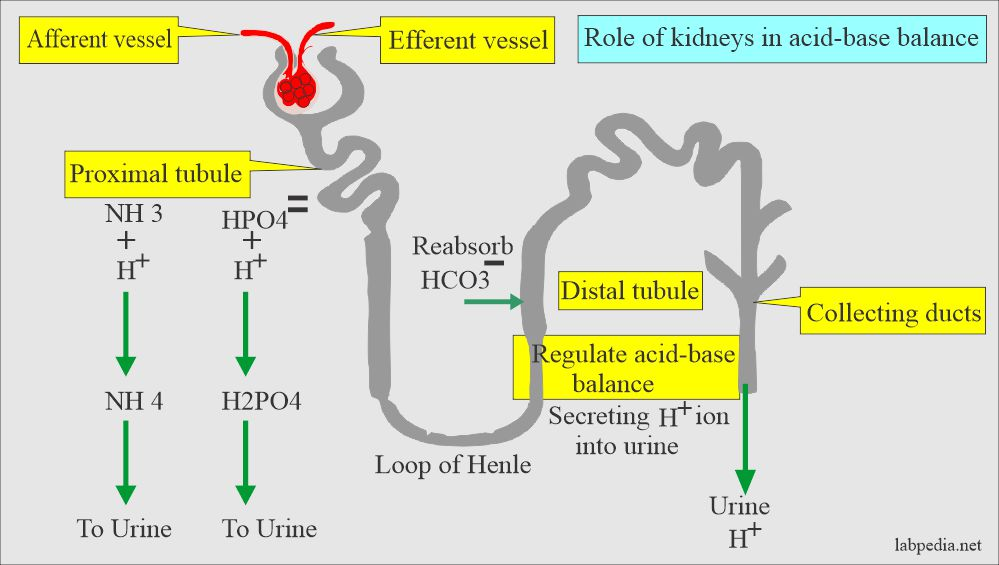 Afferent vessel
Efferent vessel
Role of kidneys in acid-base balance
Proximal tubule
NH 3
+
H+
NH 4
To Urine
HPO4=
+
H+
H2PO4
To Urine
Reabsorb
HCO3-
Loop of Henle
Distal tubule
Regulate acid-base
balance
Secreting H+ ion
into urine
Collecting ducts
Urine
H+
labpedia.net